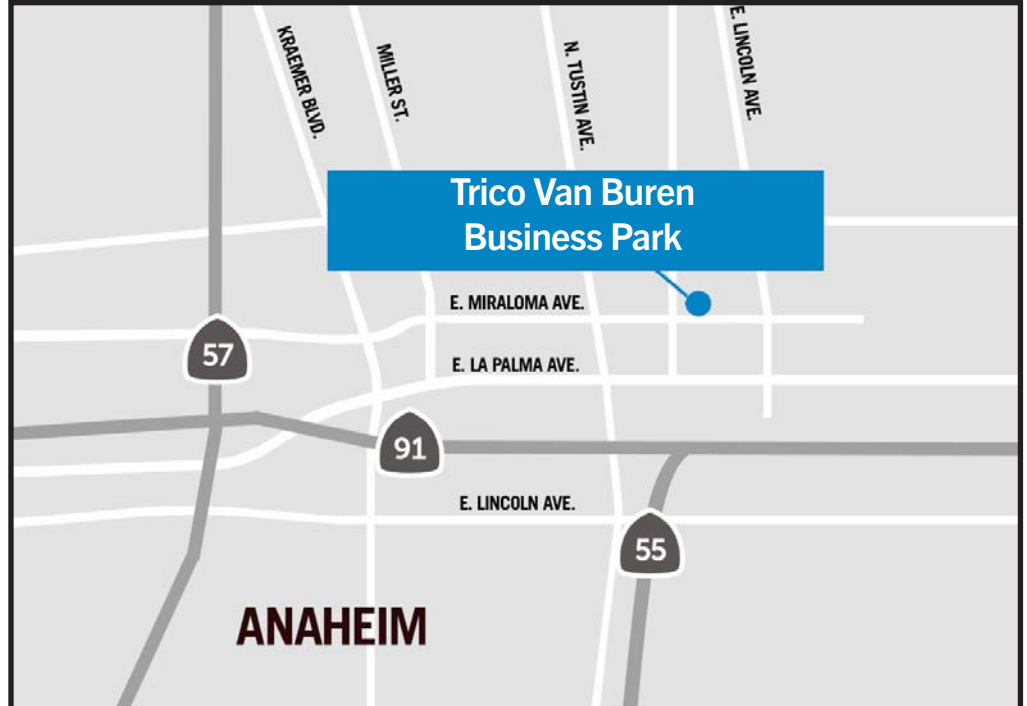 KRAEMER BLVD.
MILLER ST.
N. TUSTIN AVE.
E. LINCOLN AVE.
Trico Van Buren
Business Park
E. MIRALOMA AVE.
57
E. LA PALMA AVE.
91
E. LINCOLN AVE.
55
ANAHEIM